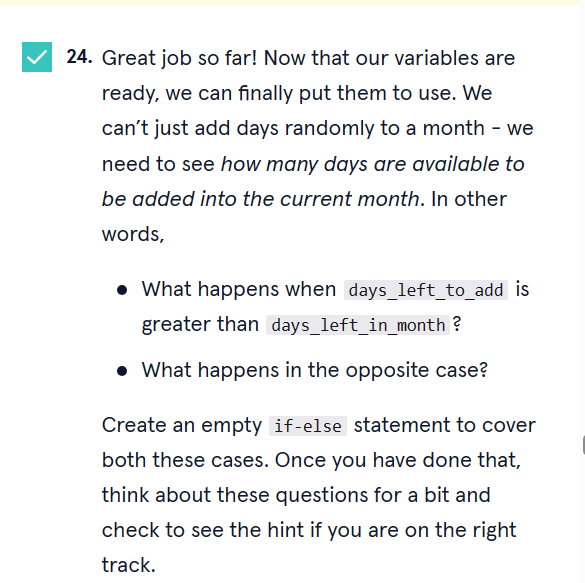 24. Great job so far! Now that our variables are
ready, we can finally put them to use. We
can’t just add days randomly to a month - we
need to see how many days are available to
be added into the current month. In other
words,
● What happens when days_left_to_add is
greater than days_left_in_month?
● What happens in the opposite case?
Create an empty if-else statement to cover
both these cases. Once you have done that,
think about these questions for a bit and
check to see the hint if you are on the right
track.